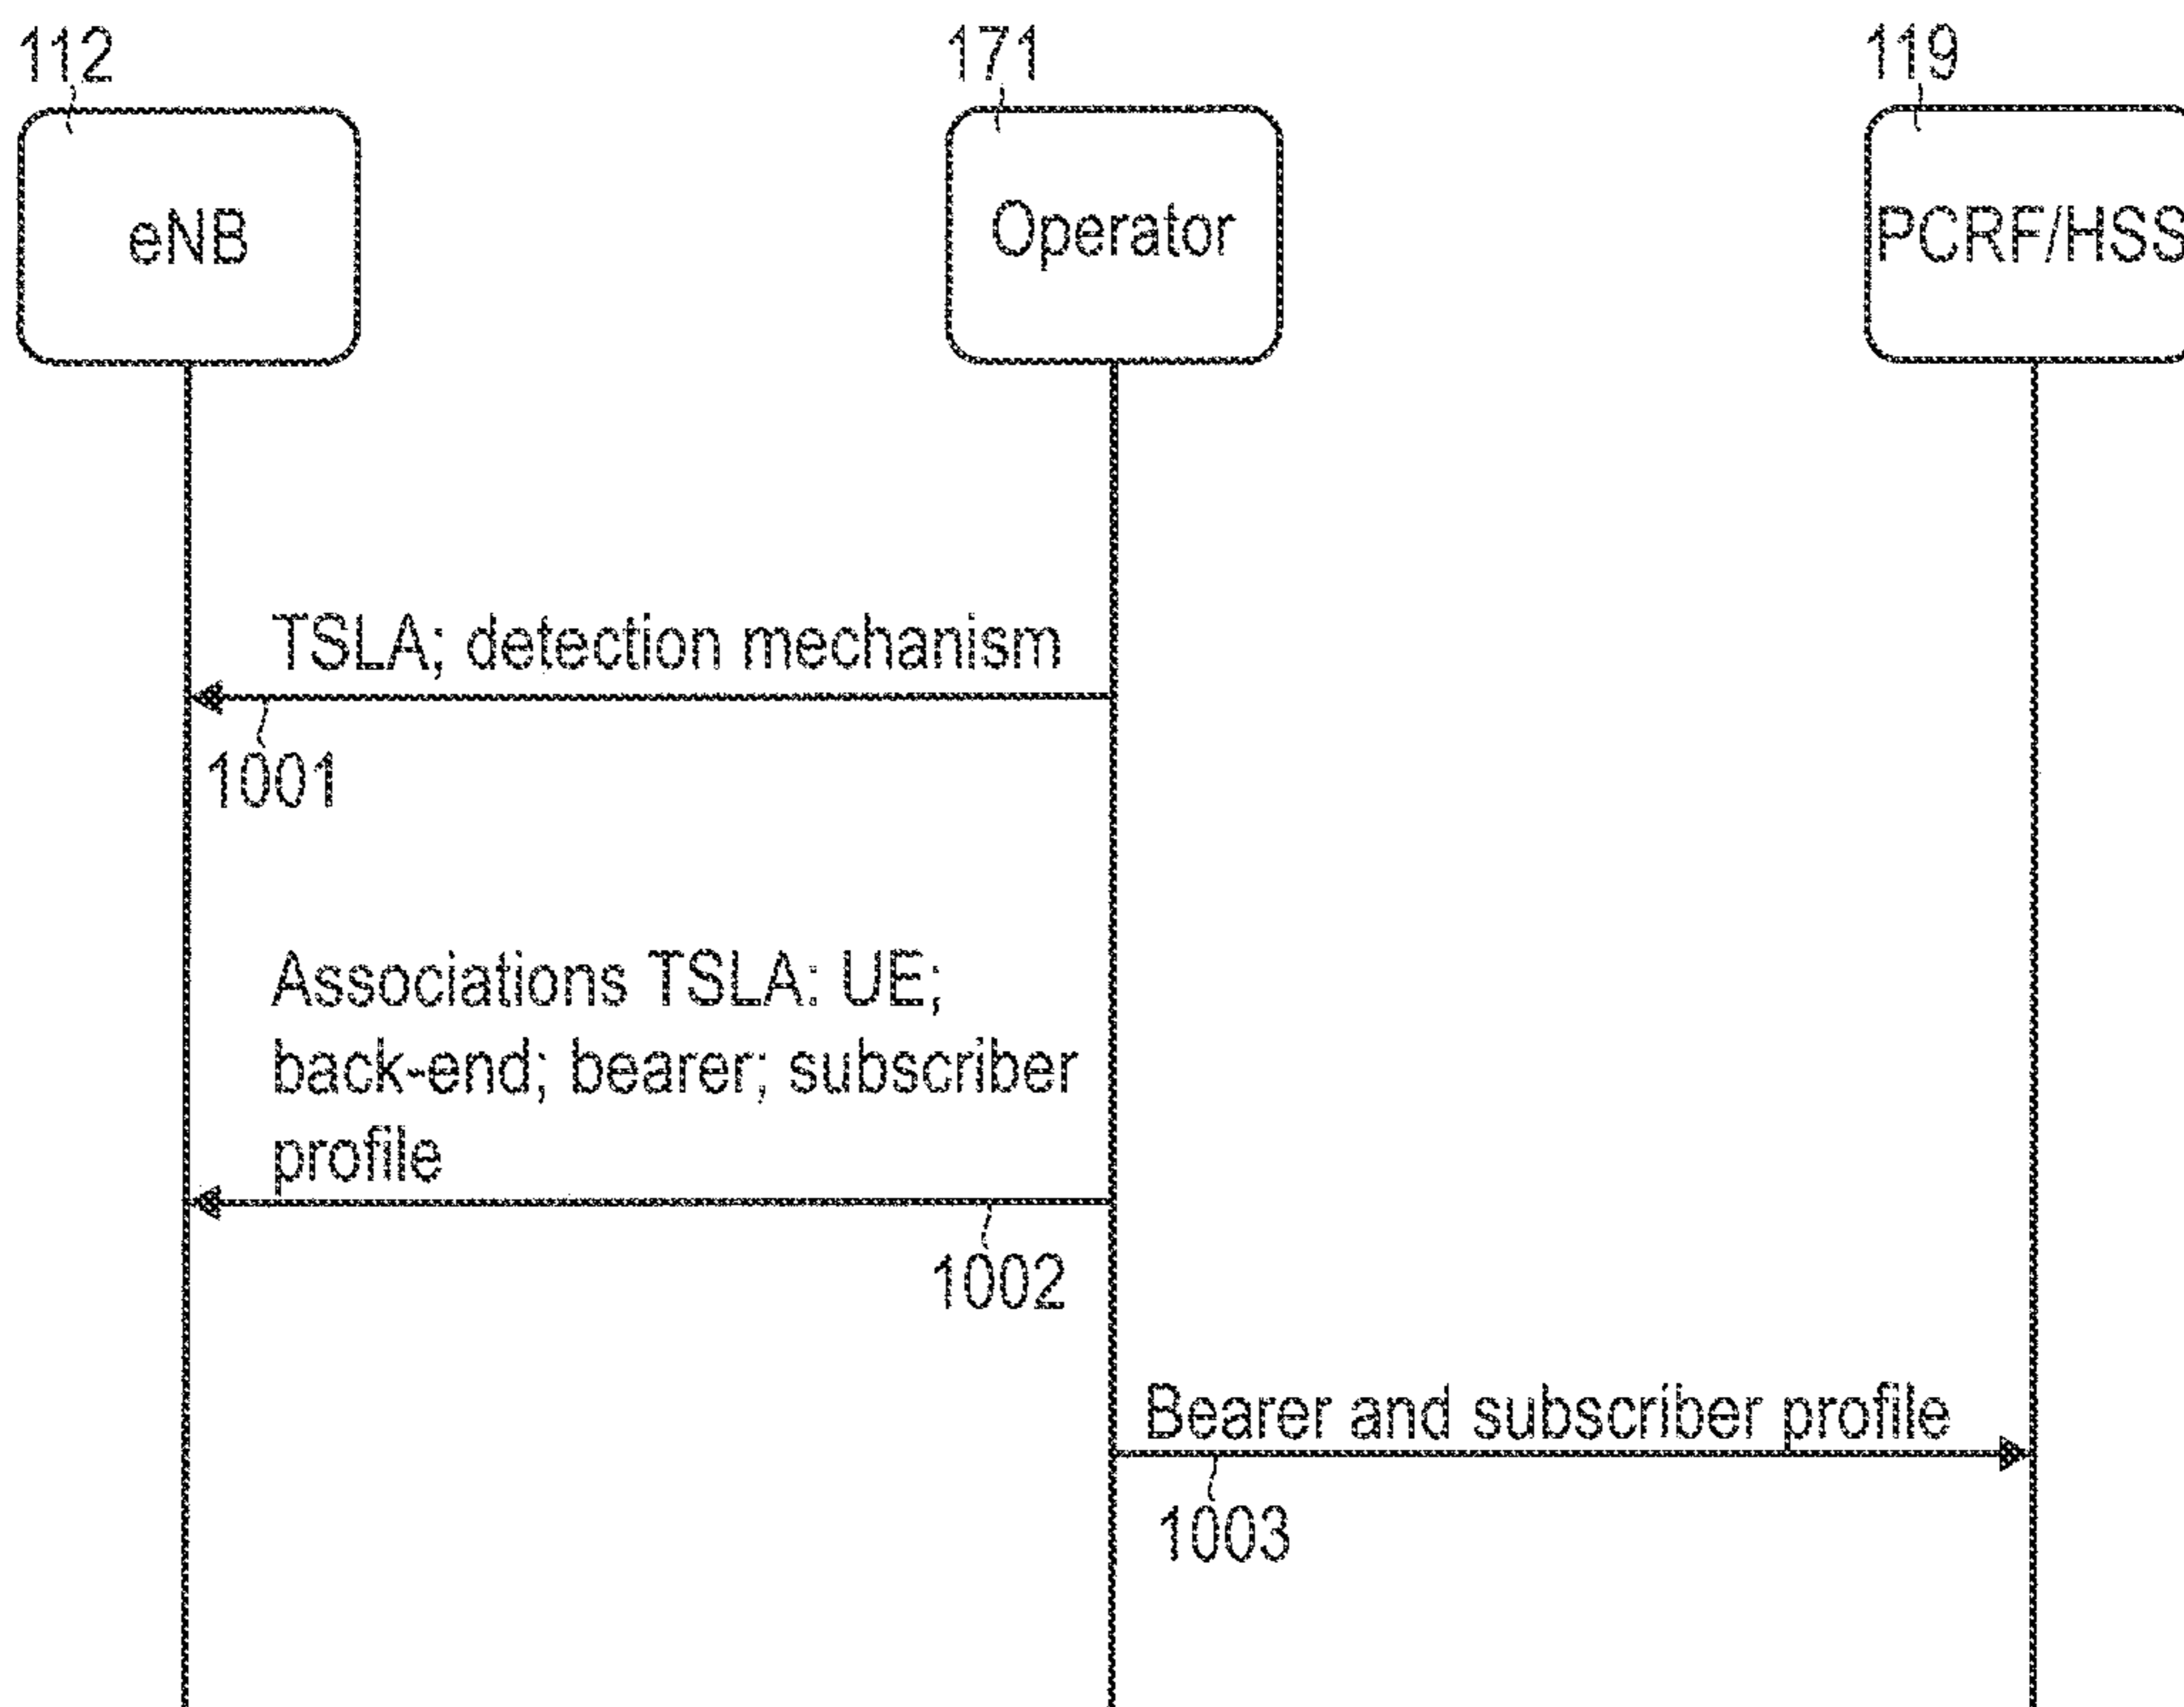 112
171
119
eNB
Operator
PCRF/HSS
TSLA; detection mechanism
1001
Associations TSLA: UE;
back-end; bearer; subscriber
profile
1002
Bearer and subscriber profile
1003